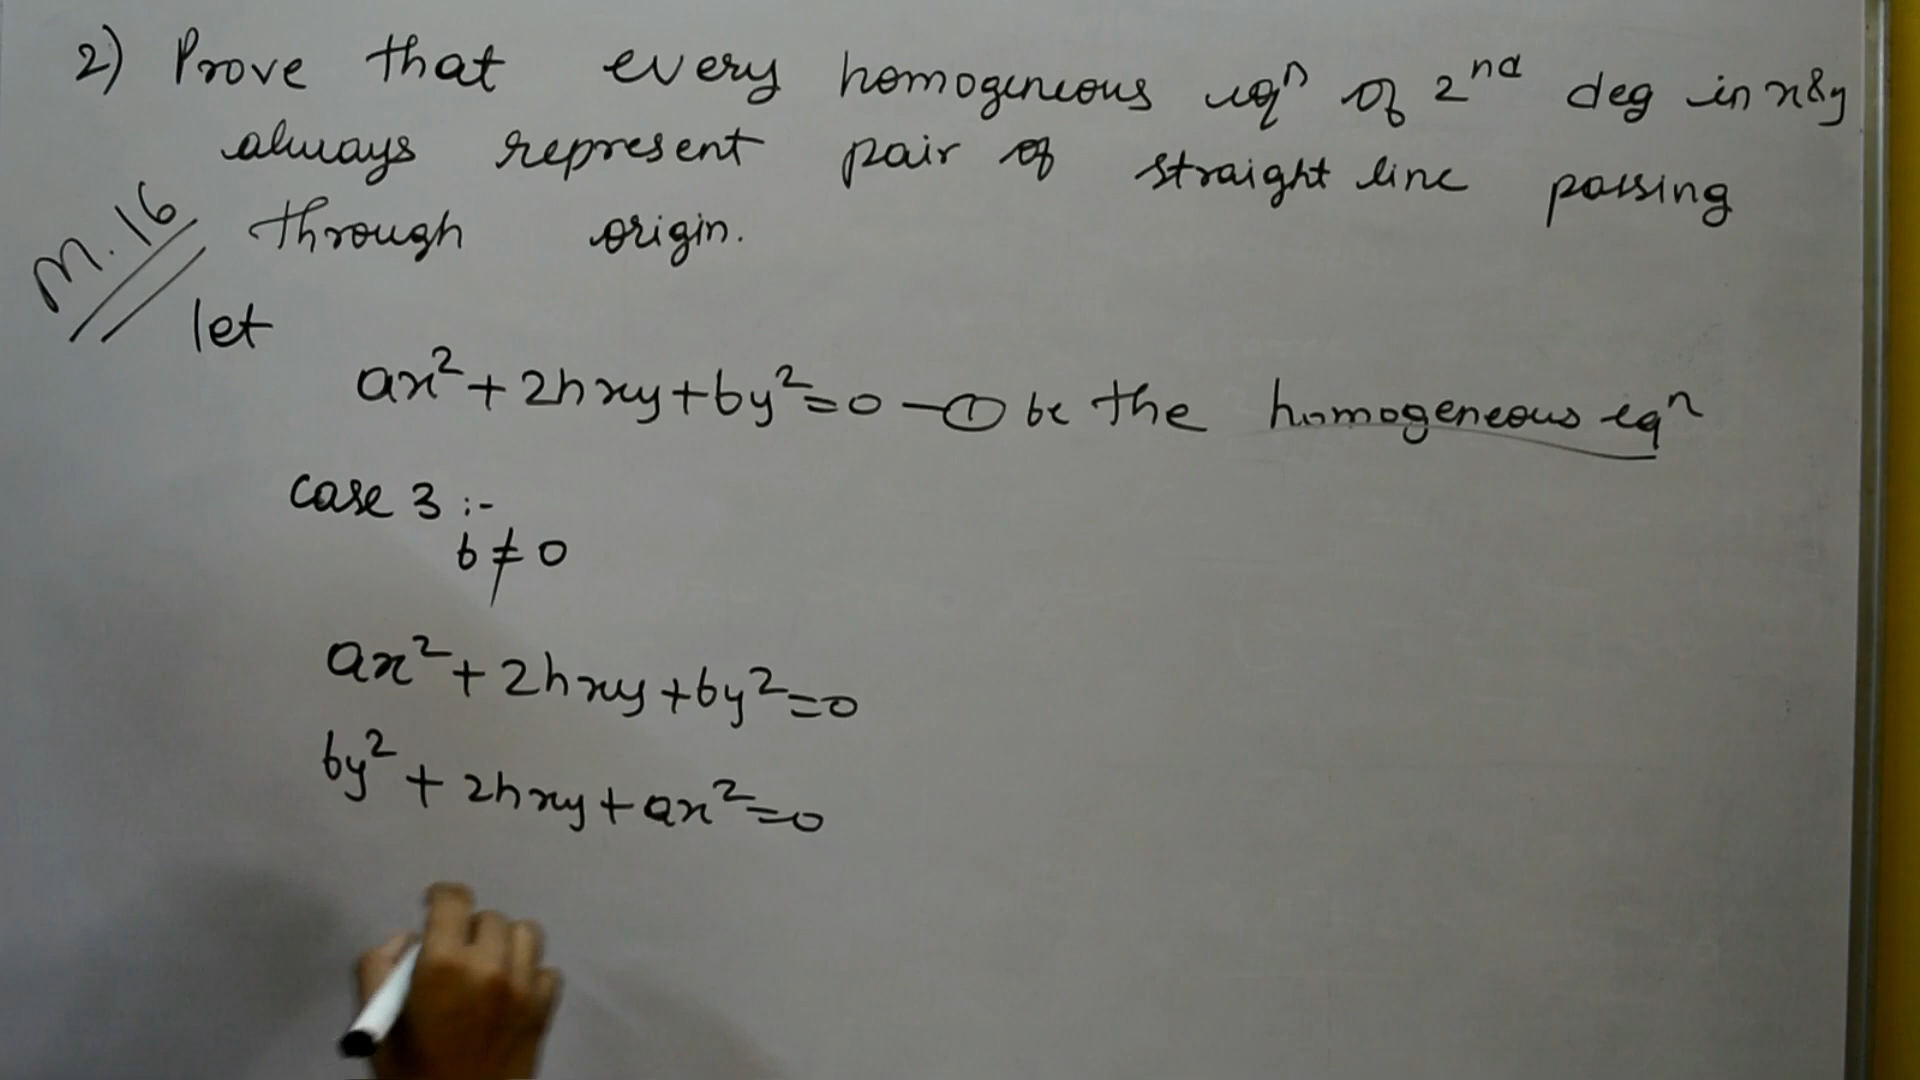 2) Prove that every homogeneous eqⁿ of 2ⁿᵈ deg in x&y
always represent pair of straight line passing
through origin.
M.16
let
ax²+2hxy+by²=0 —① be the homogeneous eqⁿ
case 3 :-
b≠0
ax²+2hxy+by²=0
by²+2hxy+ax²=0